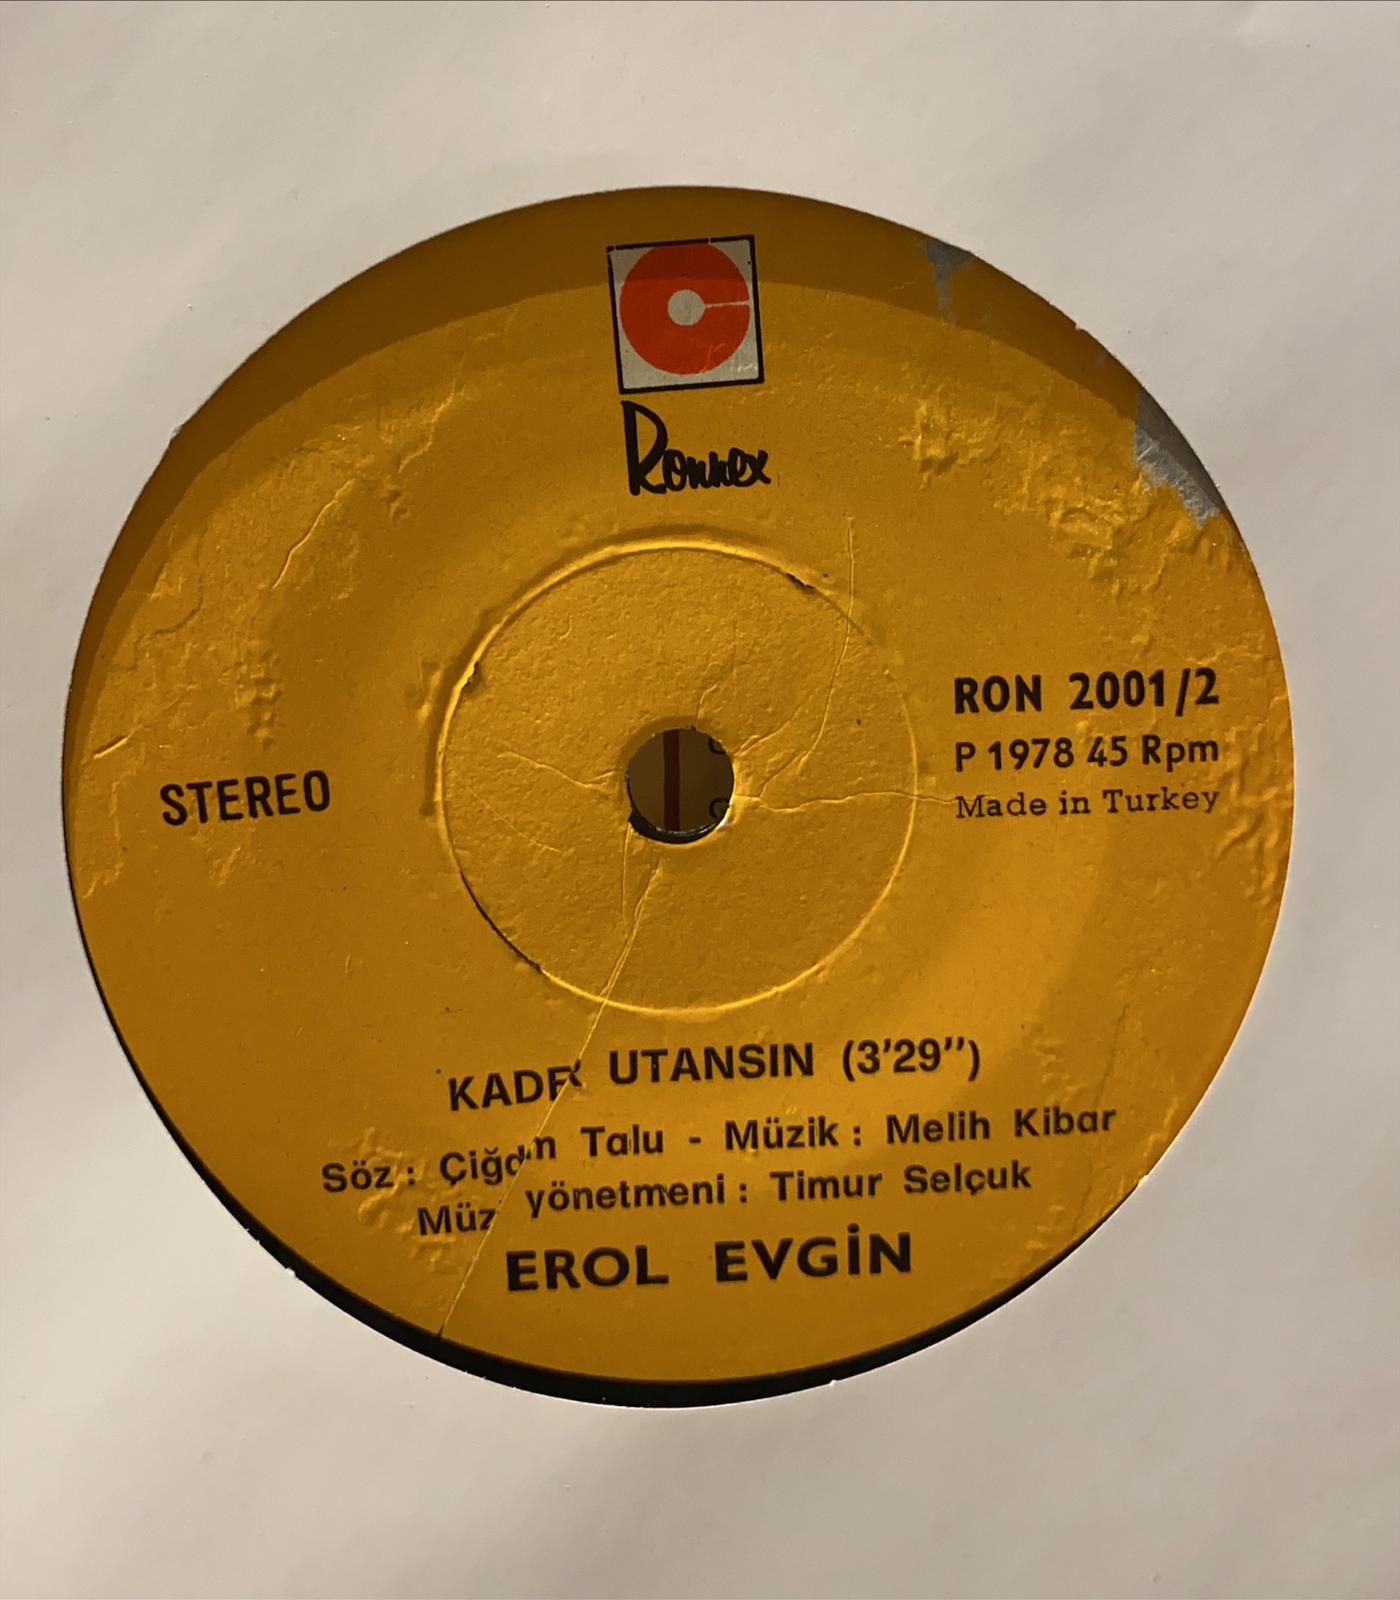 Ronnex
STEREO
RON 2001/2
P 1978 45 Rpm
Made in Turkey
UTANSIN (3'29")
Söz : Talu - Müzik : Melih Kibar
yönetmeni : Timur Selçuk
EROL EVGİN